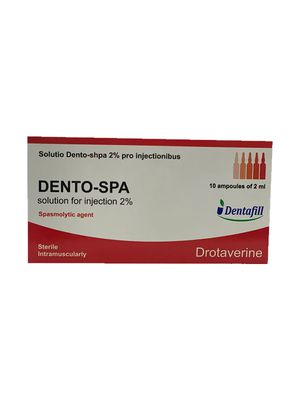 Solutio Dento-shpa 2% pro injectionibus
10 ampoules of 2 ml
DENTO-SPA
solution for injection 2%
Spasmolytic agent
Dentafill
Sterile
Intramuscularly
Drotaverine